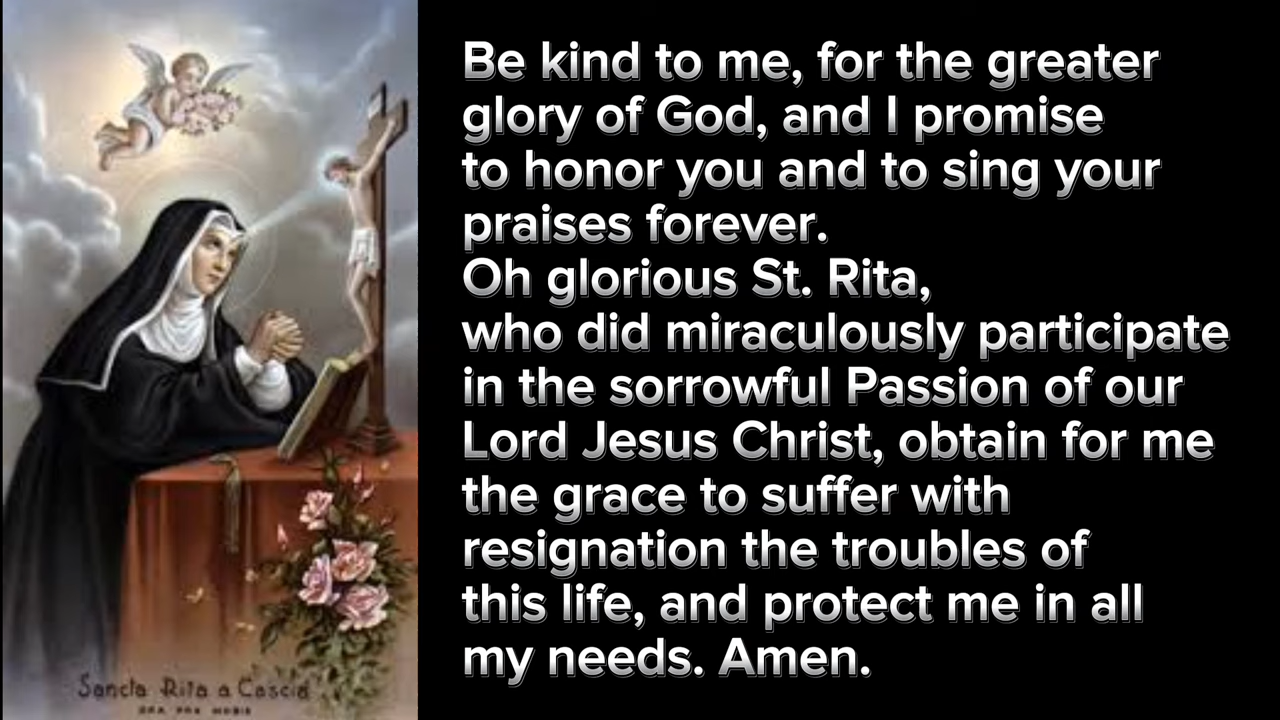 Be kind to me, for the greater
glory of God, and I promise
to honor you and to sing your
praises forever.
Oh glorious St. Rita,
who did miraculously participate
in the sorrowful Passion of our
Lord Jesus Christ, obtain for me
the grace to suffer with
resignation the troubles of
this life, and protect me in all
my needs. Amen.
Sancta Rita a Cascia
ORA PRO NOBIS